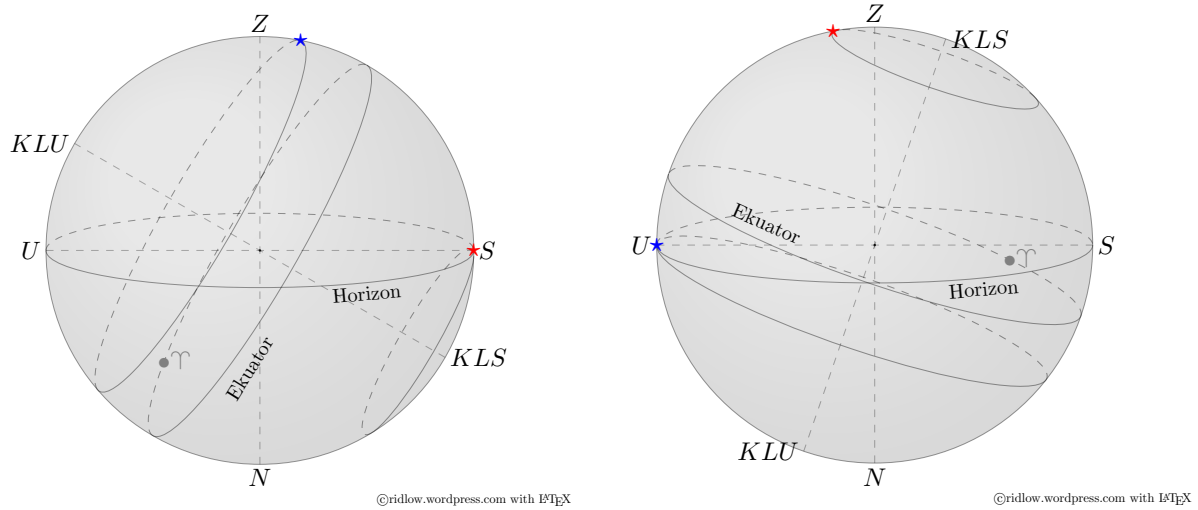 Z
KLU
U
S
Horizon
Ekuator
KLS
N
©ridlow.wordpress.com with LATEX
Z
KLS
Ekuator
U
♈
S
Horizon
KLU
N
©ridlow.wordpress.com with LATEX
♈